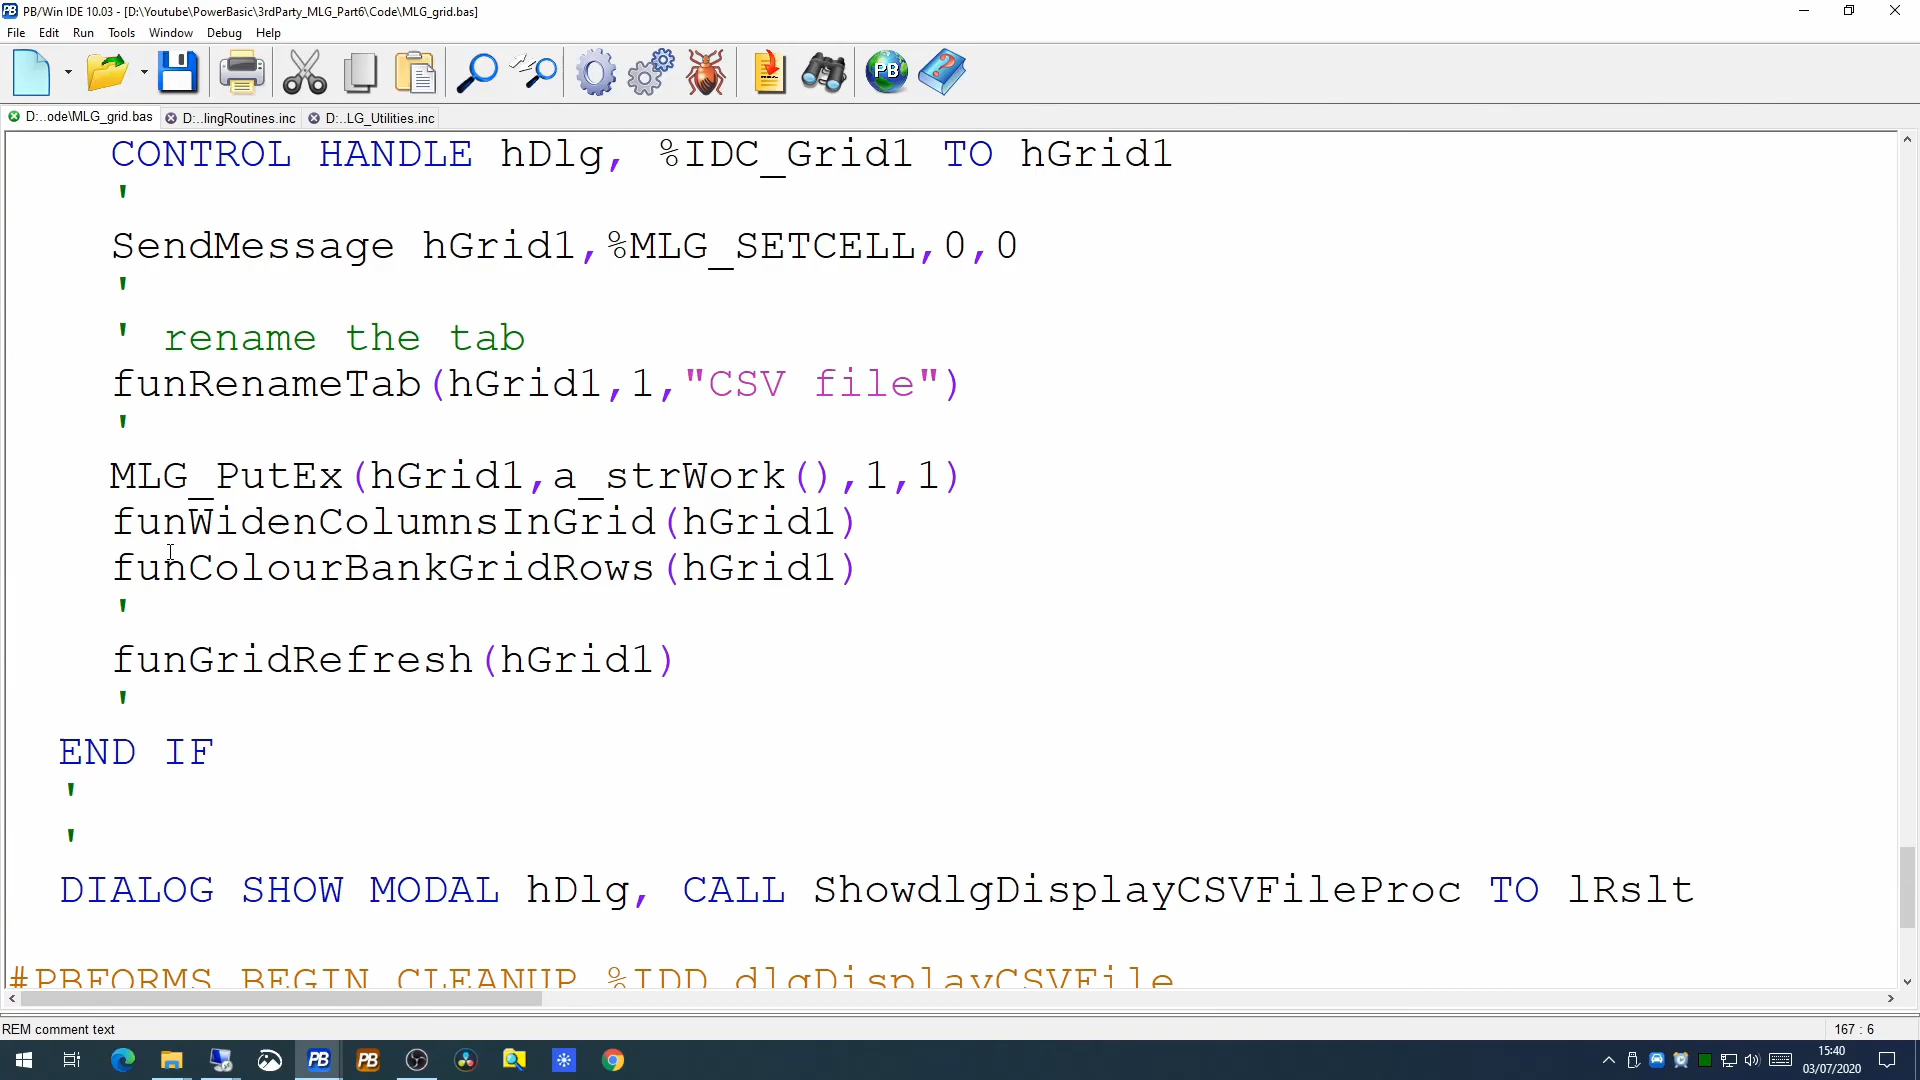 PB/Win IDE 10.03 - [D:\Youtube\PowerBasic\3rdParty_MLG_Part6\Code\MLG_grid.bas]
File Edit Run Tools Window Debug Help
D:..ode\MLG_grid.bas D:..lingRoutines.inc D:..LG_Utilities.inc
CONTROL HANDLE hDlg, %IDC_Grid1 TO hGrid1
'
SendMessage hGrid1,%MLG_SETCELL,0,0
'
' rename the tab
funRenameTab(hGrid1,1,"CSV file")
'
MLG_PutEx(hGrid1,a_strWork(),1,1)
funWidenColumnsInGrid(hGrid1)
funColourBankGridRows(hGrid1)
'
funGridRefresh(hGrid1)
'
END IF
'
'
DIALOG SHOW MODAL hDlg, CALL ShowdlgDisplayCSVFileProc TO lRslt
#PBFORMS BEGIN CLEANUP %IDD_dlgDisplayCSVFile
REM comment text 167 : 6
15:40
03/07/2020